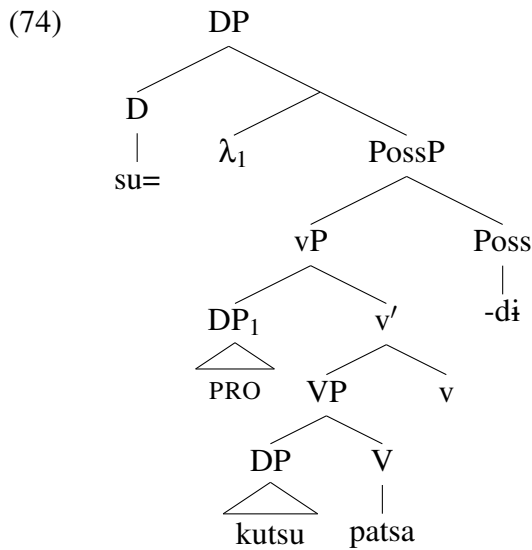 (74)
DP
D
su=
λ₁
PossP
vP
Poss
-dɨ
DP₁
PRO
v′
VP
v
DP
V
kutsu
patsa